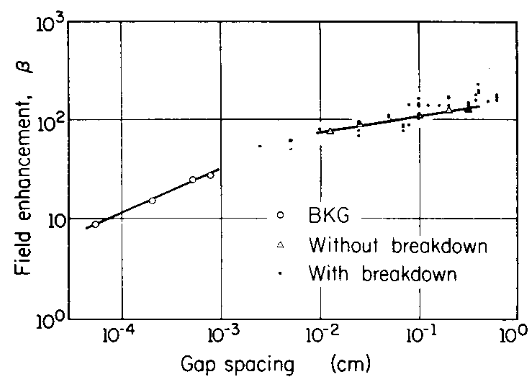 10³
10²
10
10⁰
Field enhancement, β
○ BKG
△ Without breakdown
▪ With breakdown
10⁻⁴ 10⁻³ 10⁻² 10⁻¹ 10⁰
Gap spacing (cm)